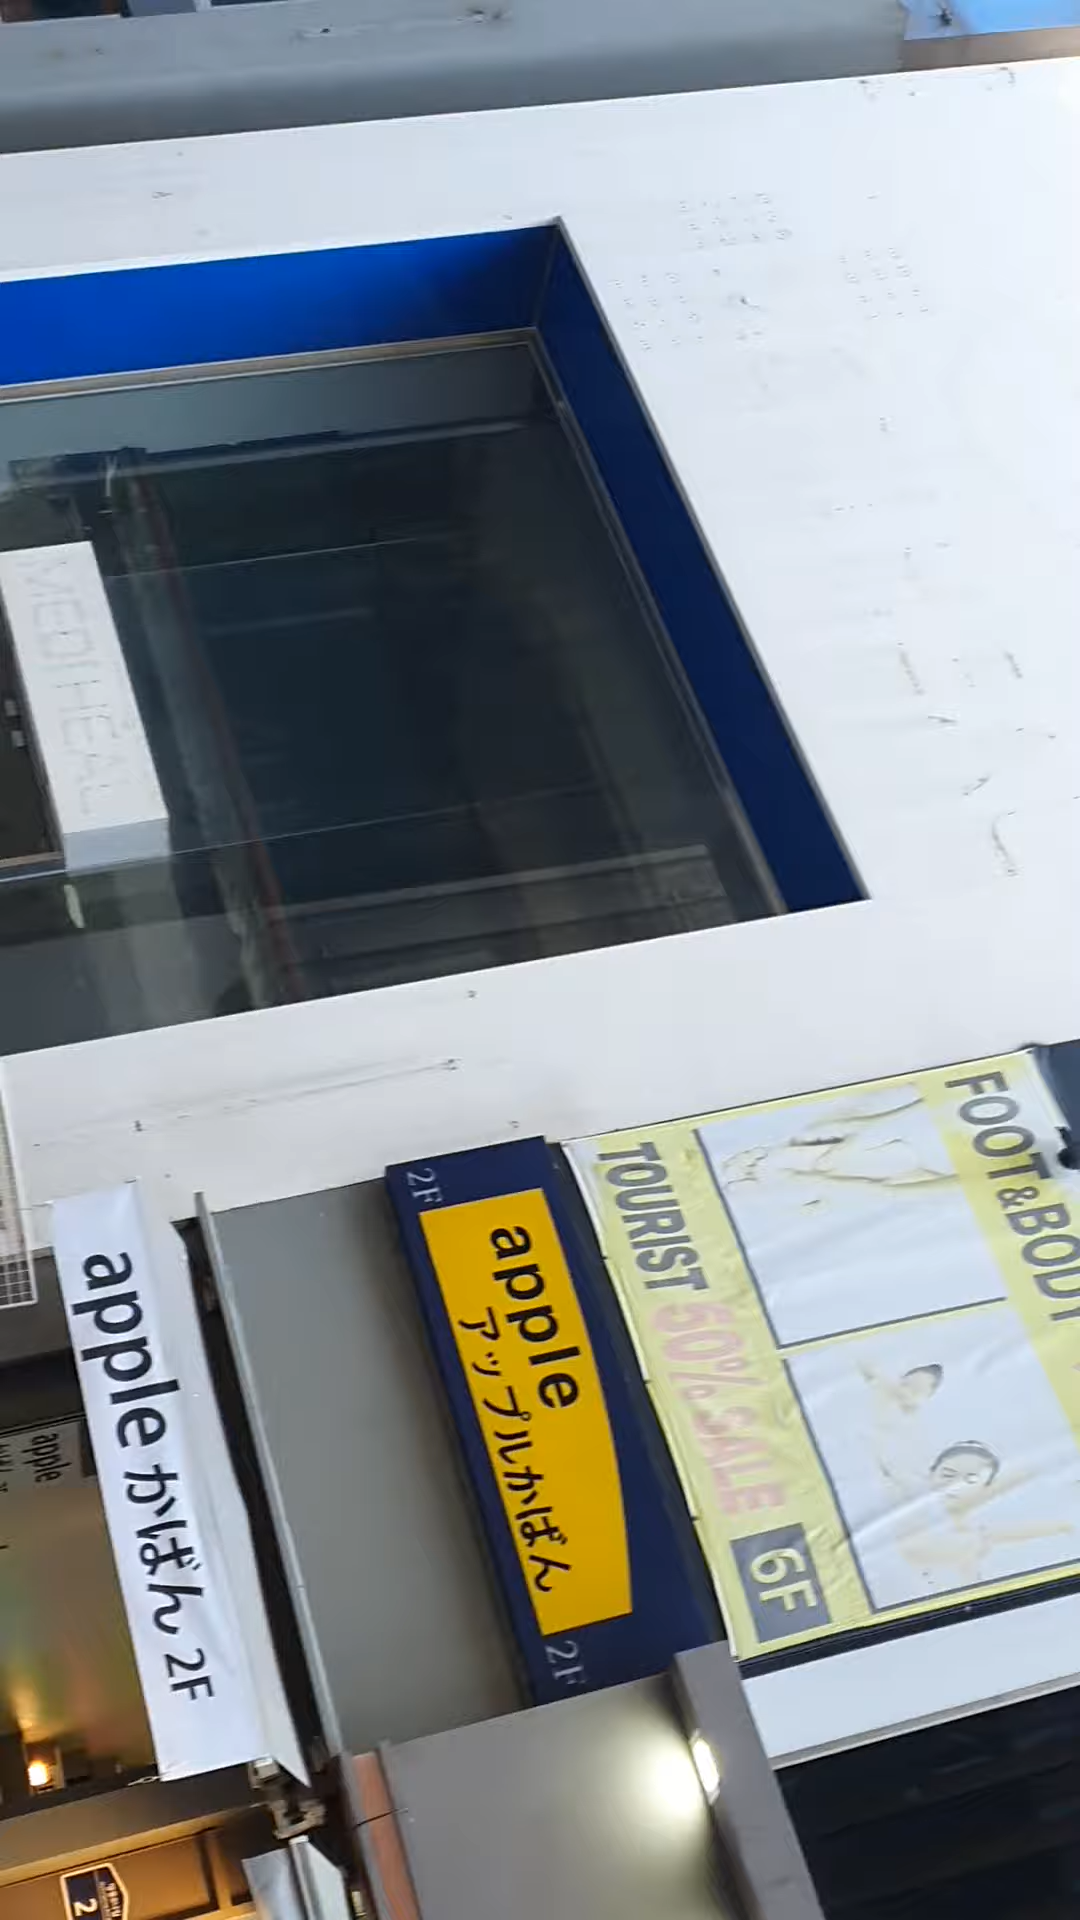 FOOT&BODY
TOURIST 50% SALE 6F
2F
apple
アップルかばん
2F
apple かばん 2F
apple
MEDIHEAL
2